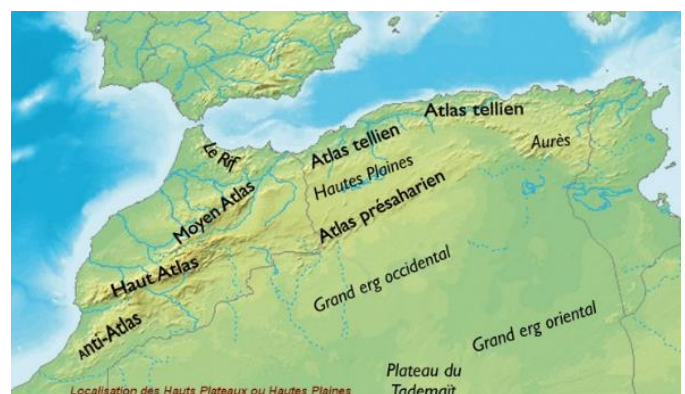 Atlas tellien
Le Rif
Atlas tellien
Aurès
Hautes Plaines
Moyen Atlas
Atlas présaharien
Haut Atlas
Grand erg occidental
Anti-Atlas
Grand erg oriental
Plateau du
Tademaït
Localisation des Hauts Plateaux ou Hautes Plaines